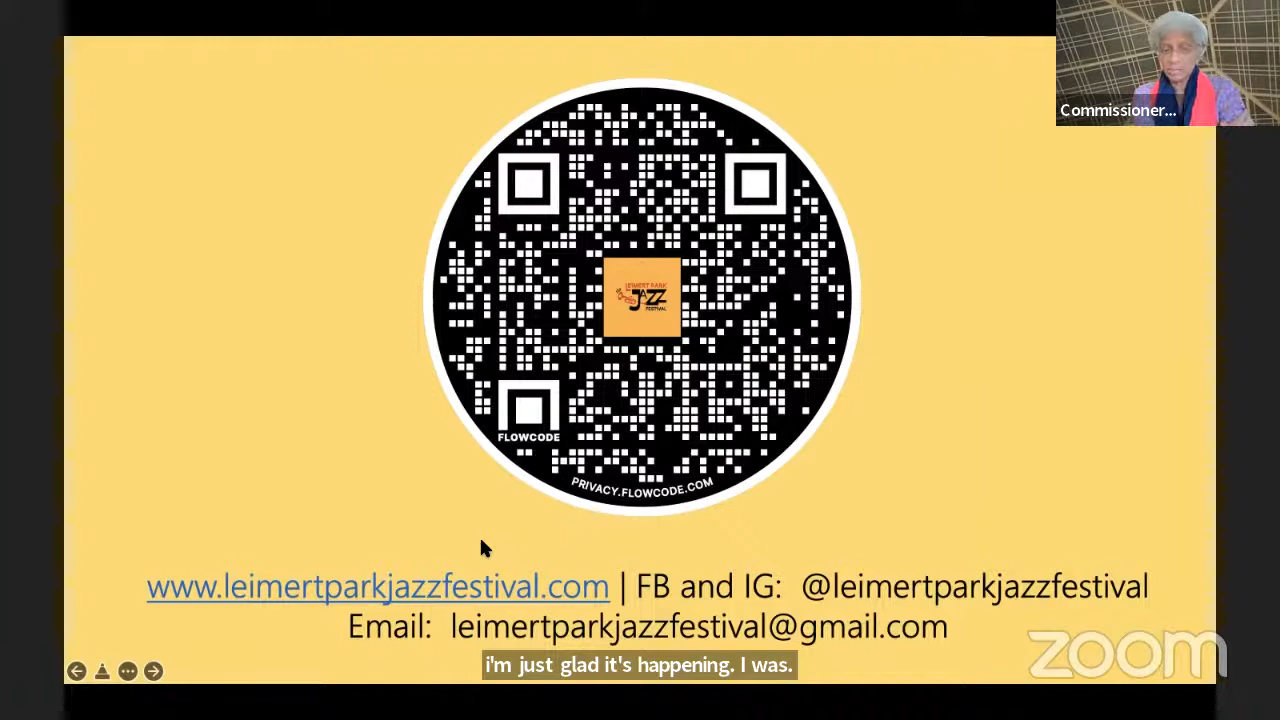 Commissioner...
LEIMERT PARK
JAZZ
FESTIVAL
FLOWCODE
PRIVACY.FLOWCODE.COM
www.leimertparkjazzfestival.com | FB and IG: @leimertparkjazzfestival
Email: leimertparkjazzfestival@gmail.com
i'm just glad it's happening. I was.
zoom